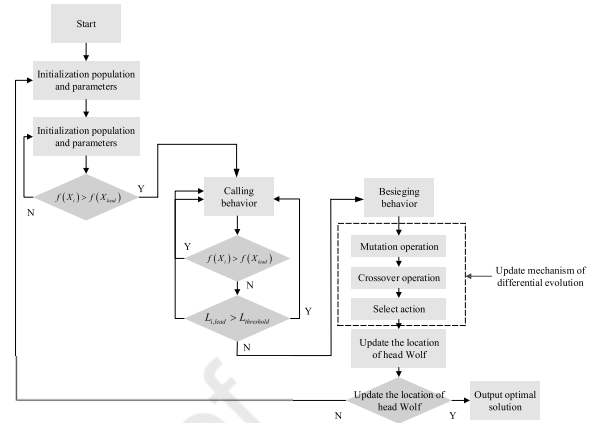 Start
Initialization population
and parameters
Initialization population
and parameters
f(X_i) > f(X_lead)
Y
N
Calling
behavior
f(X_i) > f(X_lead)
Y
N
L_i,lead > L_threshold
Y
N
Besieging
behavior
Mutation operation
Crossover operation
Select action
Update mechanism of
differential evolution
Update the location
of head Wolf
Update the location of
head Wolf
N
Y
Output optimal
solution